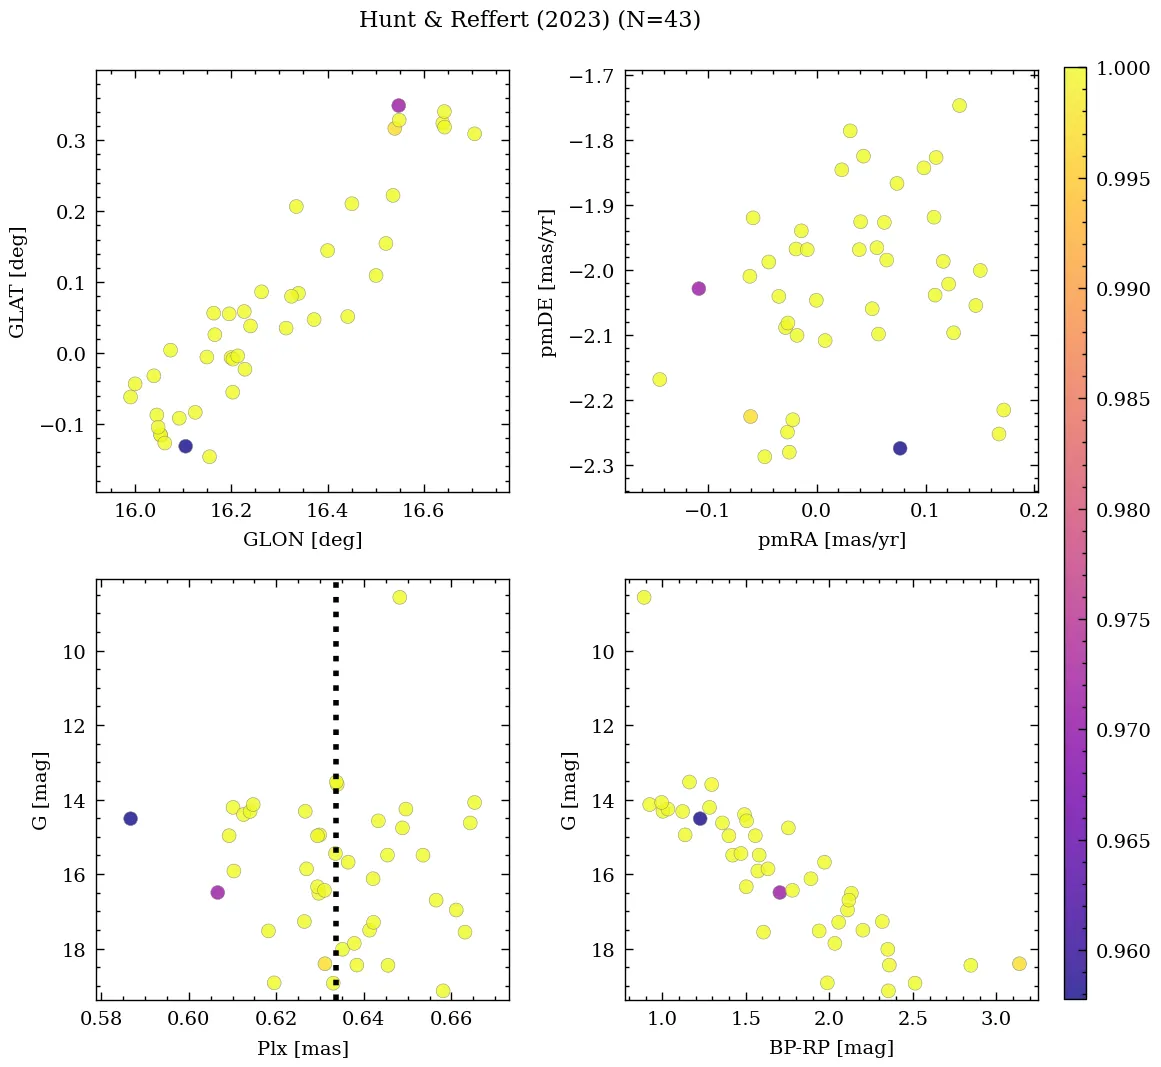 Hunt & Reffert (2023) (N=43)
0.3
0.2
0.1
0.0
−0.1
GLAT [deg]
16.0 16.2 16.4 16.6
GLON [deg]
−1.7
−1.8
−1.9
−2.0
−2.1
−2.2
−2.3
pmDE [mas/yr]
−0.1 0.0 0.1 0.2
pmRA [mas/yr]
10
12
14
16
18
G [mag]
0.58 0.60 0.62 0.64 0.66
Plx [mas]
10
12
14
16
18
G [mag]
1.0 1.5 2.0 2.5 3.0
BP-RP [mag]
1.000
0.995
0.990
0.985
0.980
0.975
0.970
0.965
0.960